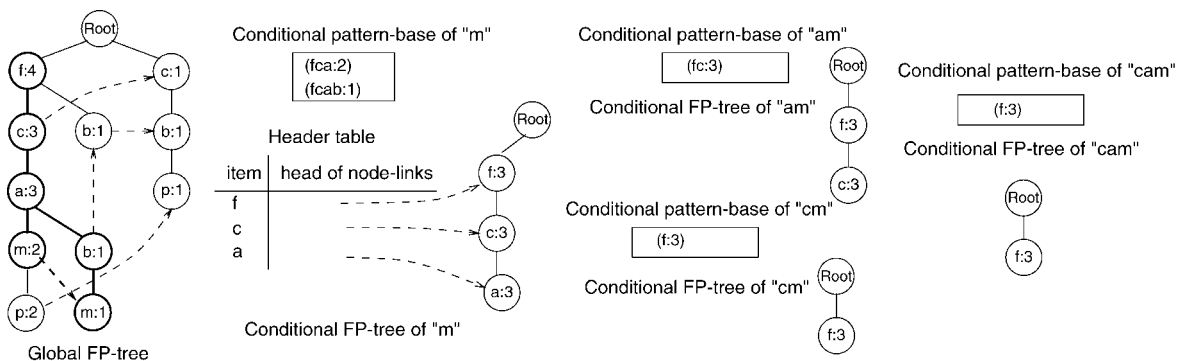 Root
f:4
c:1
c:3
b:1
b:1
a:3
p:1
m:2
b:1
p:2
m:1
Global FP-tree
Conditional pattern-base of "m"
(fca:2)
(fcab:1)
Header table
item head of node-links
f
c
a
Root
f:3
c:3
a:3
Conditional FP-tree of "m"
Conditional pattern-base of "am"
(fc:3)
Conditional FP-tree of "am"
Root
f:3
c:3
Conditional pattern-base of "cm"
(f:3)
Conditional FP-tree of "cm"
Root
f:3
Conditional pattern-base of "cam"
(f:3)
Conditional FP-tree of "cam"
Root
f:3